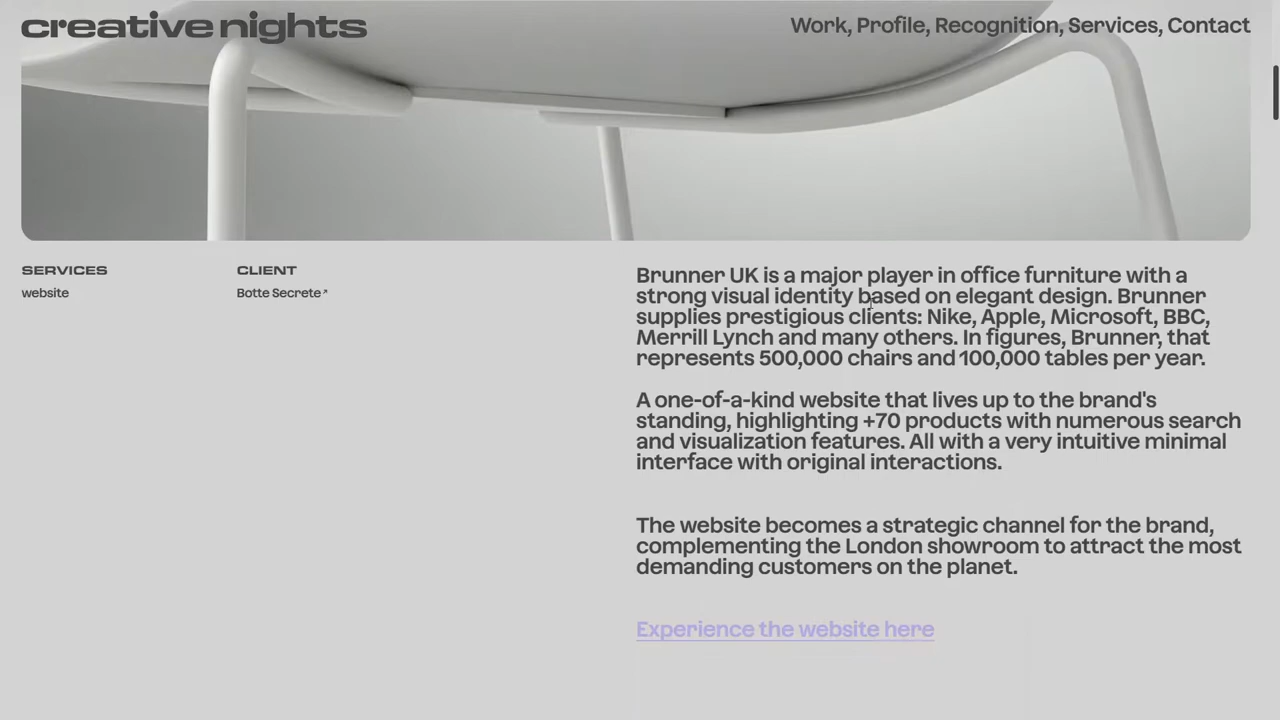 creative nights
Work, Profile, Recognition, Services, Contact
SERVICES
website
CLIENT
Botte Secrete↗
Brunner UK is a major player in office furniture with a
strong visual identity based on elegant design. Brunner
supplies prestigious clients: Nike, Apple, Microsoft, BBC,
Merrill Lynch and many others. In figures, Brunner, that
represents 500,000 chairs and 100,000 tables per year.
A one-of-a-kind website that lives up to the brand's
standing, highlighting +70 products with numerous search
and visualization features. All with a very intuitive minimal
interface with original interactions.
The website becomes a strategic channel for the brand,
complementing the London showroom to attract the most
demanding customers on the planet.
Experience the website here